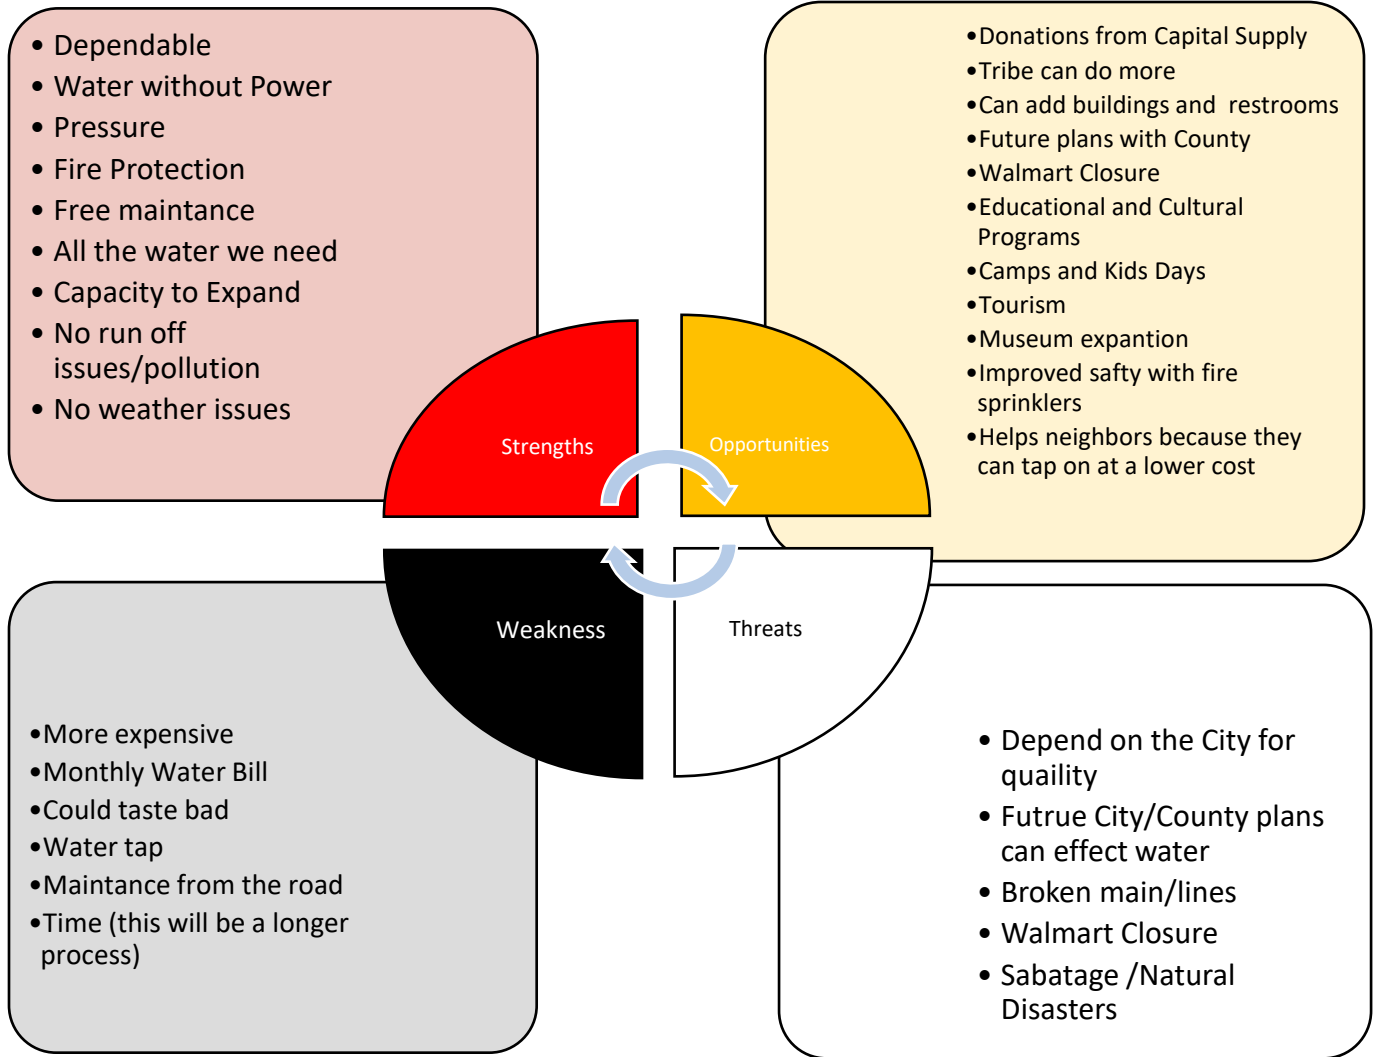 • Dependable
• Water without Power
• Pressure
• Fire Protection
• Free maintance
• All the water we need
• Capacity to Expand
• No run off
issues/pollution
• No weather issues
•Donations from Capital Supply
•Tribe can do more
•Can add buildings and  restrooms
•Future plans with County
•Walmart Closure
•Educational and Cultural
Programs
•Camps and Kids Days
•Tourism
•Museum expantion
•Improved safty with fire
sprinklers
•Helps neighbors because they
can tap on at a lower cost
Strengths
Opportunities
Weakness
Threats
•More expensive
•Monthly Water Bill
•Could taste bad
•Water tap
•Maintance from the road
•Time (this will be a longer
process)
• Depend on the City for
quaility
• Futrue City/County plans
can effect water
• Broken main/lines
• Walmart Closure
• Sabatage /Natural
Disasters